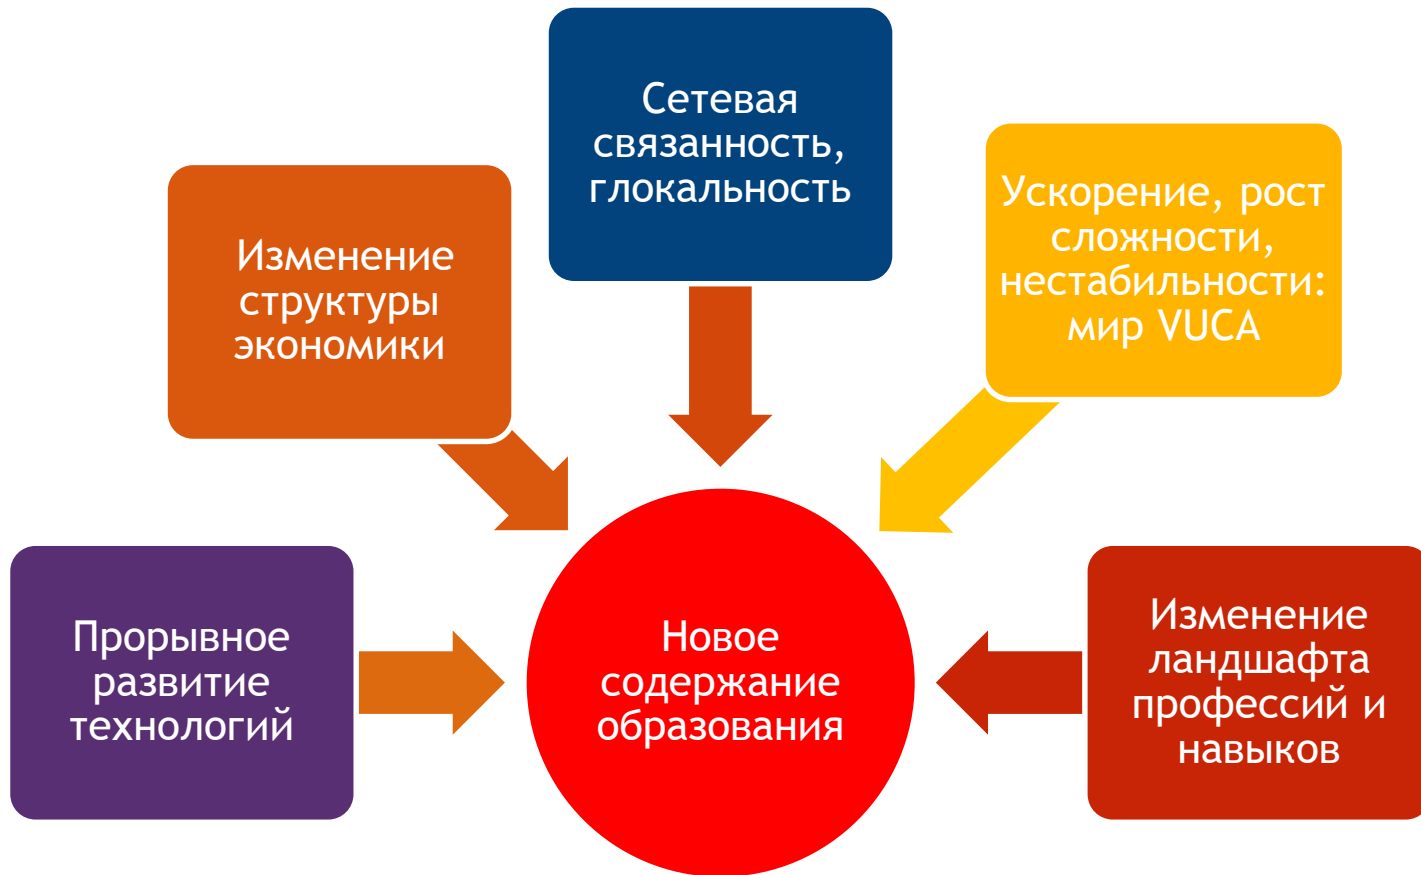 Сетевая
связанность,
глокальность
Ускорение, рост
сложности,
нестабильности:
мир VUCA
Изменение
структуры
экономики
Прорывное
развитие
технологий
Новое
содержание
образования
Изменение
ландшафта
профессий и
навыков